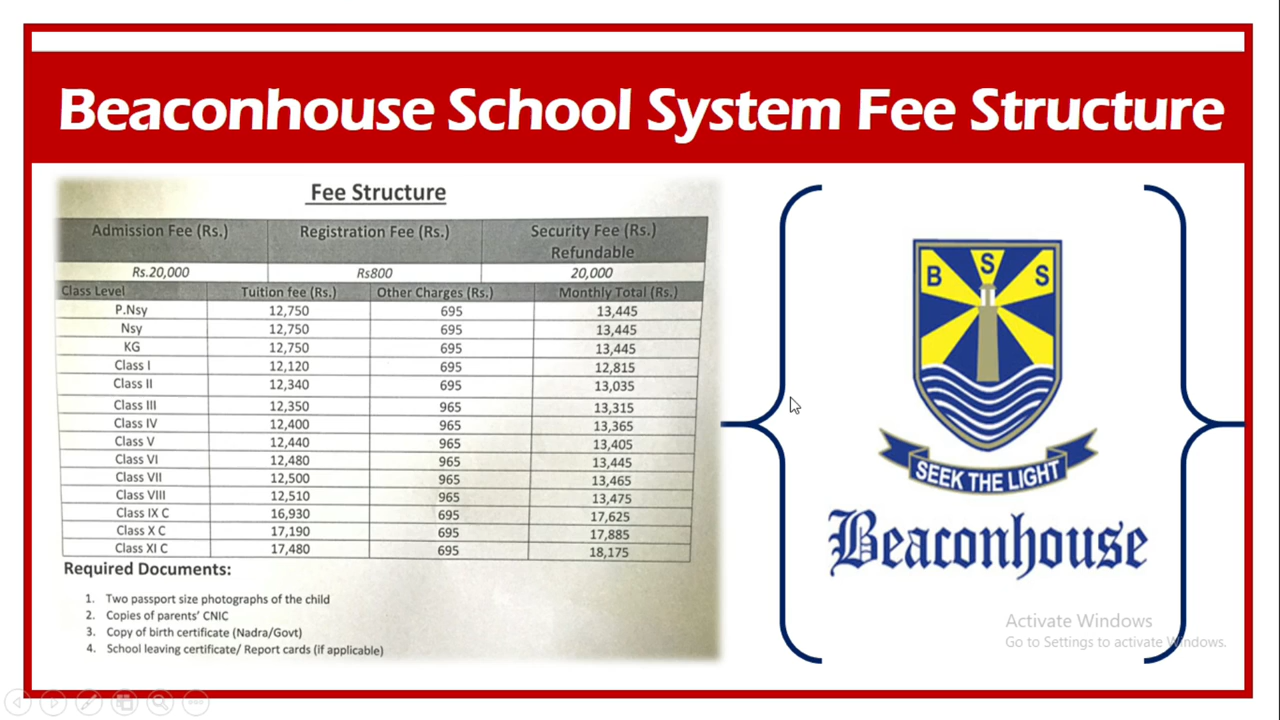 Beaconhouse School System Fee Structure
Fee Structure
Admission Fee (Rs.) Registration Fee (Rs.) Security Fee (Rs.) Refundable
Rs.20,000 Rs800 20,000
Class Level Tuition fee (Rs.) Other Charges (Rs.) Monthly Total (Rs.)
P.Nsy 12,750 695 13,445
Nsy 12,750 695 13,445
KG 12,750 695 13,445
Class I 12,120 695 12,815
Class II 12,340 695 13,035
Class III 12,350 965 13,315
Class IV 12,400 965 13,365
Class V 12,440 965 13,405
Class VI 12,480 965 13,445
Class VII 12,500 965 13,465
Class VIII 12,510 965 13,475
Class IX C 16,930 695 17,625
Class X C 17,190 695 17,885
Class XI C 17,480 695 18,175
Required Documents:
1. Two passport size photographs of the child
2. Copies of parents' CNIC
3. Copy of birth certificate (Nadra/Govt)
4. School leaving certificate/ Report cards (if applicable)
B S S
SEEK THE LIGHT
Beaconhouse
Activate Windows
Go to Settings to activate Windows.